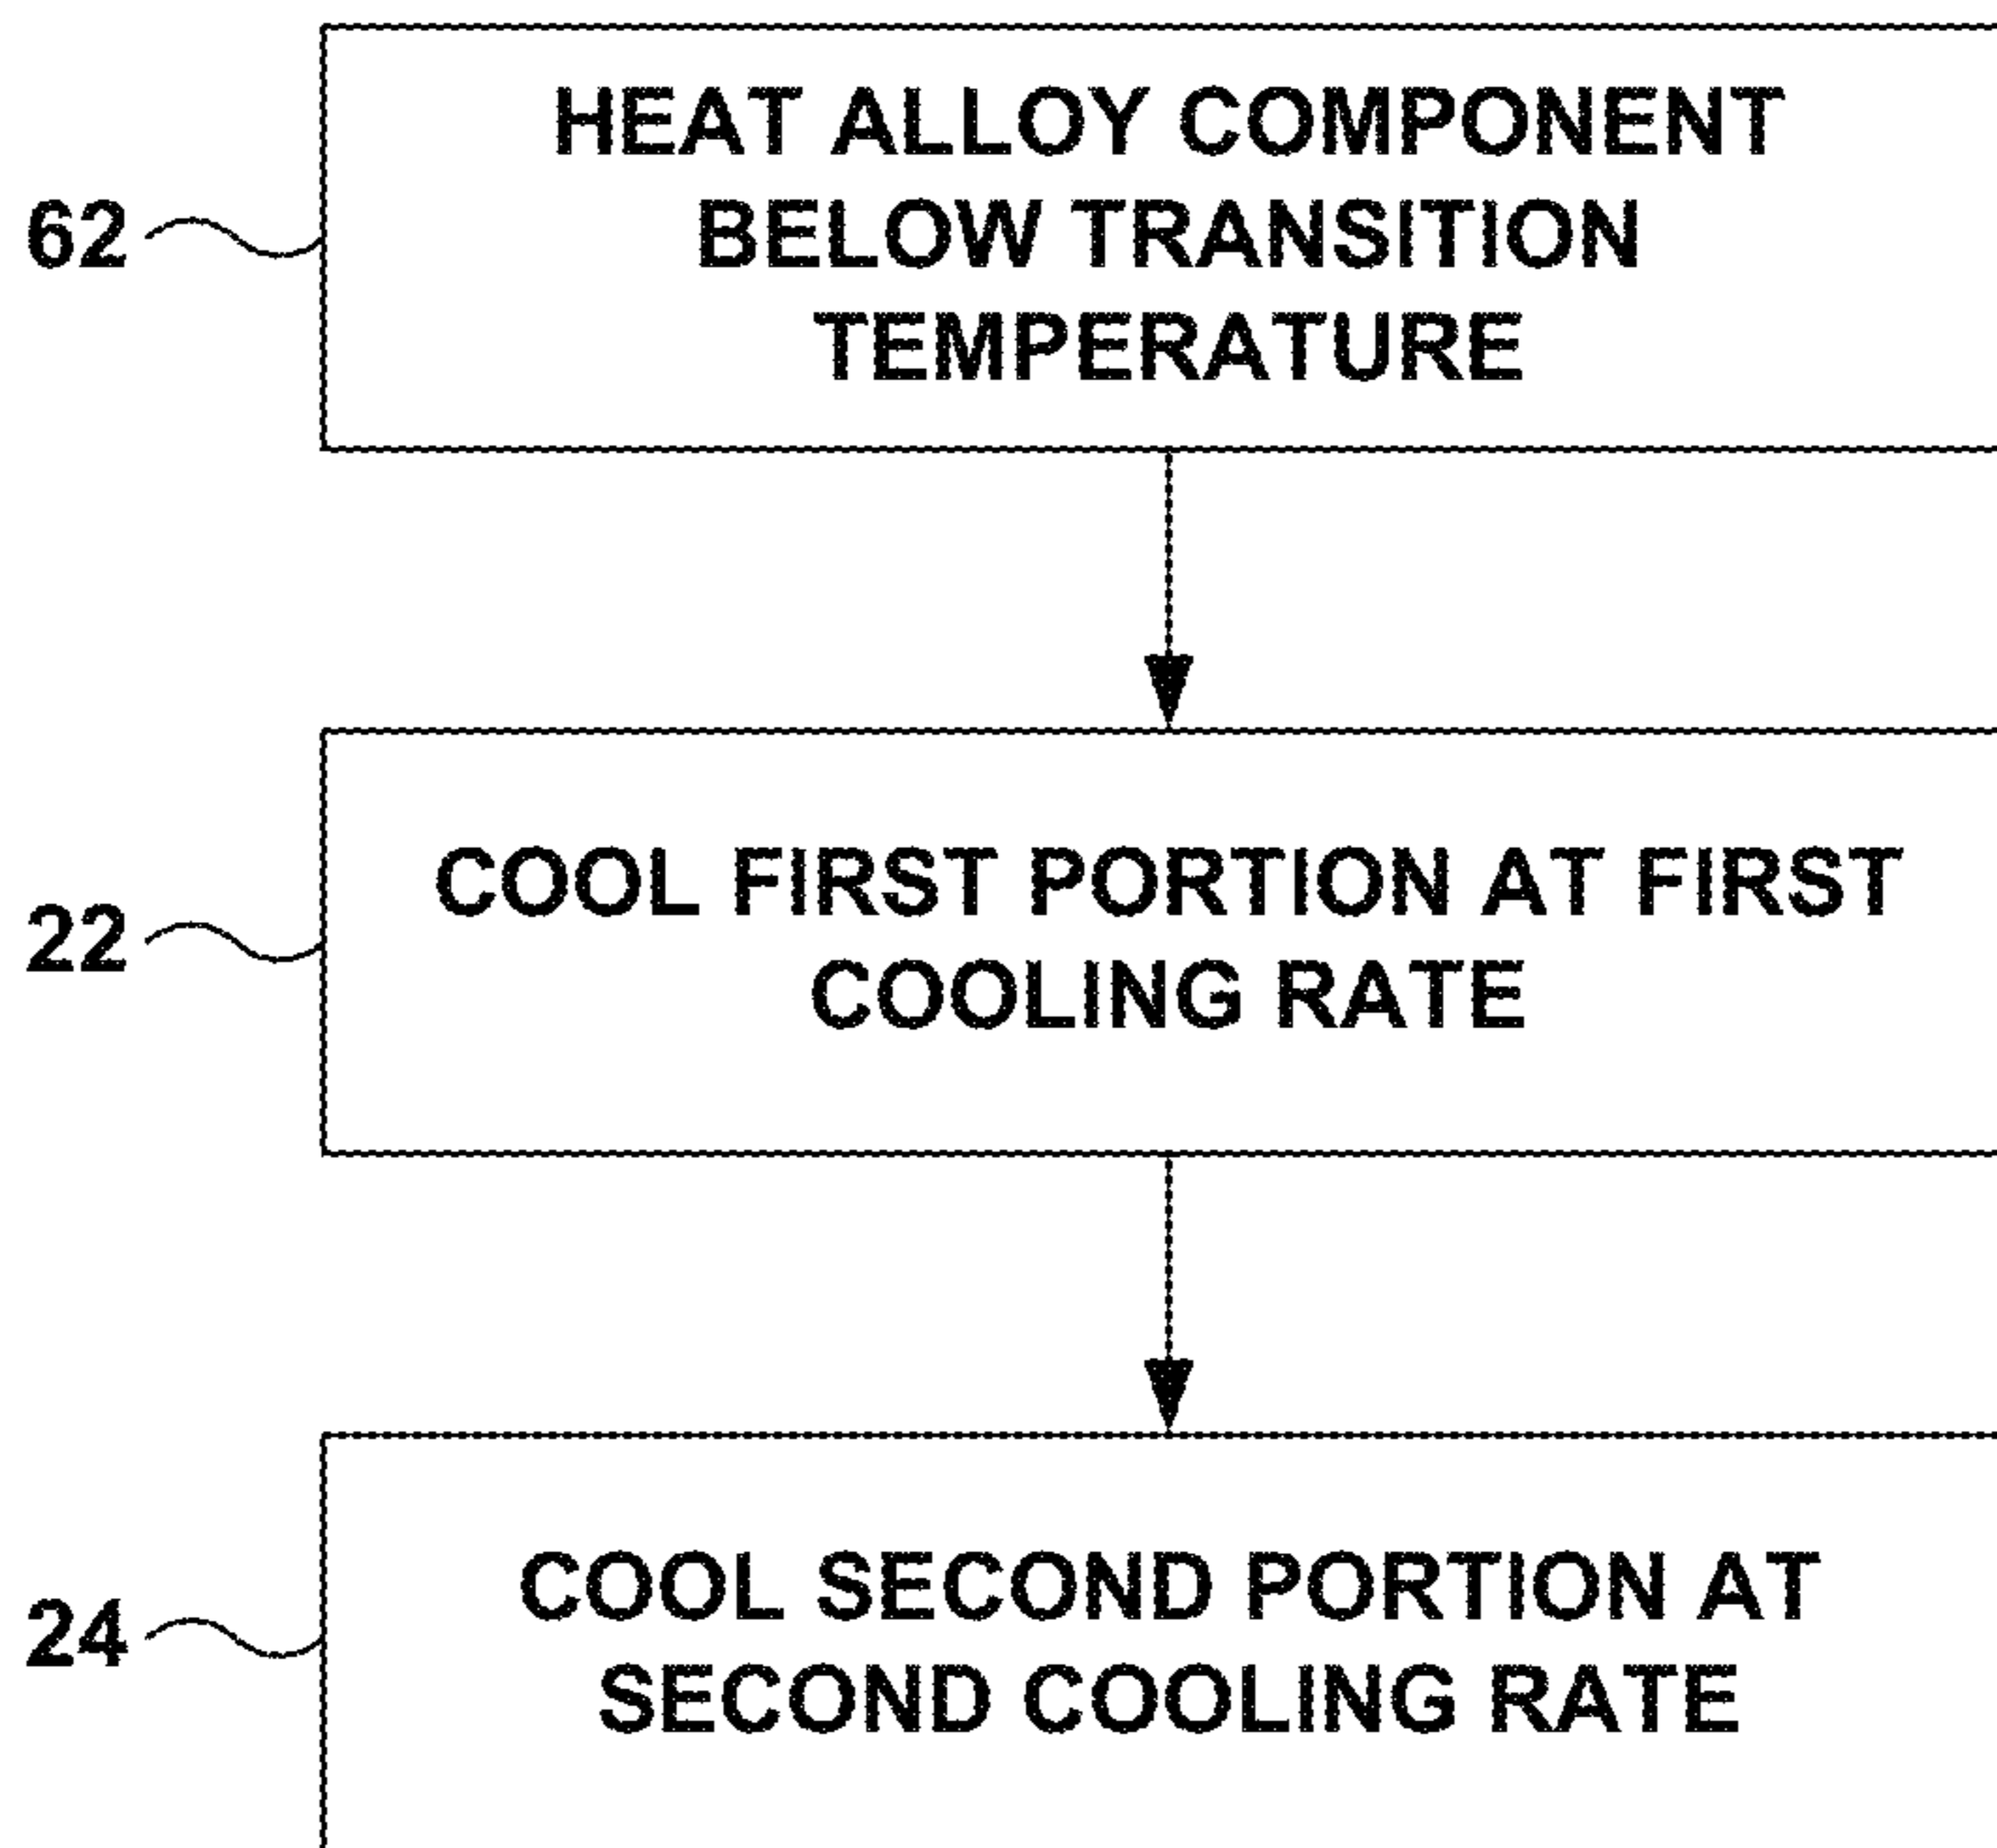 HEAT ALLOY COMPONENT
BELOW TRANSITION
TEMPERATURE
62
COOL FIRST PORTION AT FIRST
COOLING RATE
22
COOL SECOND PORTION AT
SECOND COOLING RATE
24